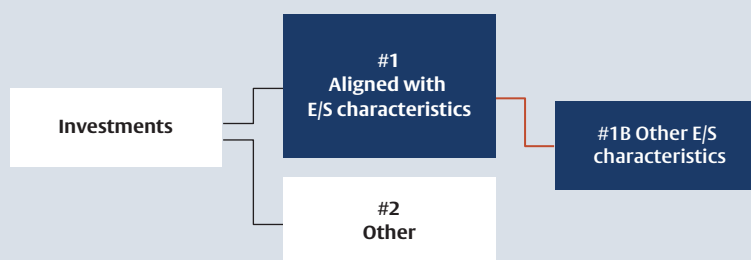 Investments
#1
Aligned with
E/S characteristics
#2
Other
#1B Other E/S
characteristics